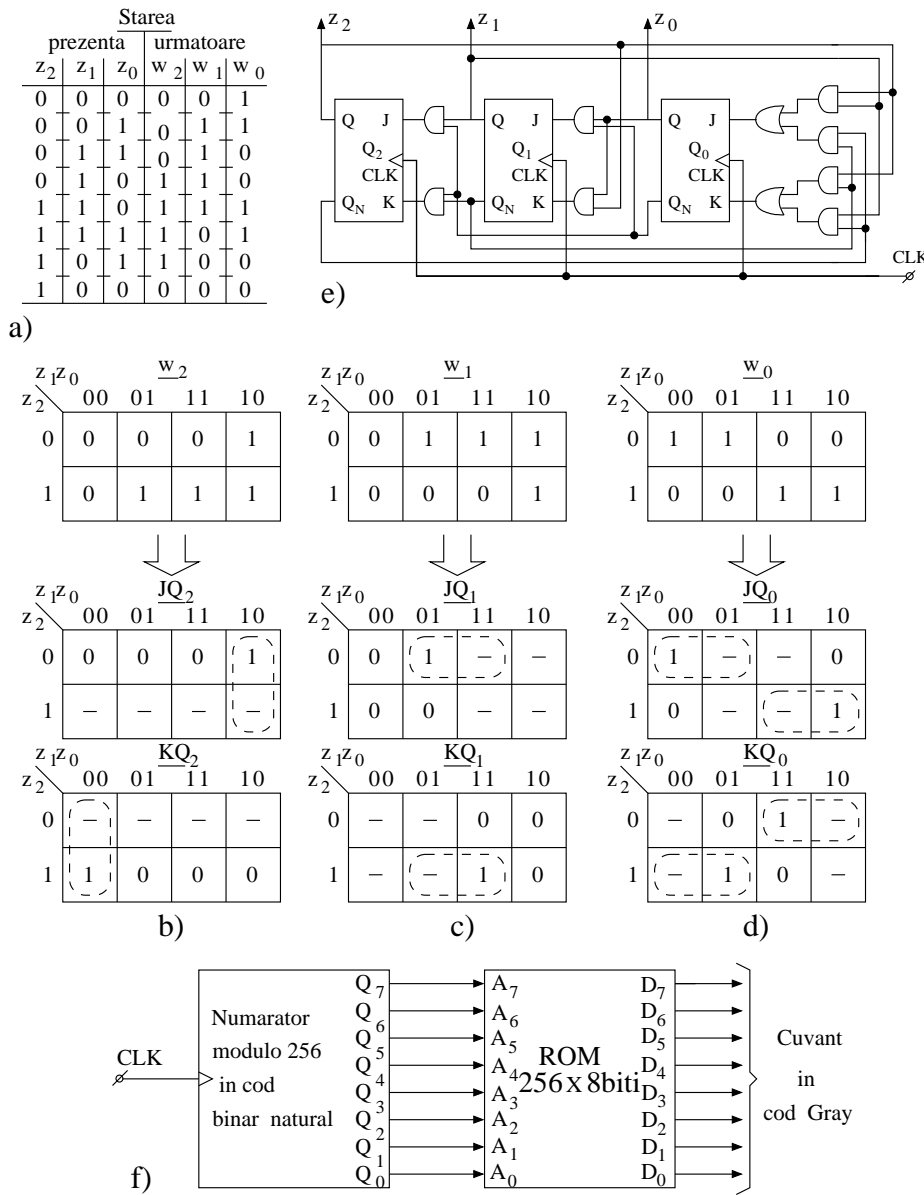 Starea
prezenta urmatoare
z2 z1 z0 w2 w1 w0
0 0 0 0 0 1
0 0 1 0 1 1
0 1 1 0 1 0
0 1 0 1 1 0
1 1 0 1 1 1
1 1 1 1 0 1
1 0 1 1 0 0
1 0 0 0 0 0
a)
z2 z1 z0
Q J Q J Q J
Q2 Q1 Q0
CLK CLK CLK
QN K QN K QN K
CLK
e)
w2 w1 w0
z1z0 z1z0 z1z0
z2 00 01 11 10 z2 00 01 11 10 z2 00 01 11 10
0 0 0 0 1 0 0 1 1 1 0 1 1 0 0
1 0 1 1 1 1 0 0 0 1 1 0 0 1 1
JQ2 JQ1 JQ0
z1z0 z1z0 z1z0
z2 00 01 11 10 z2 00 01 11 10 z2 00 01 11 10
0 0 0 0 1 0 0 1 – – 0 1 – – 0
1 – – – – 1 0 0 – – 1 0 – – 1
KQ2 KQ1 KQ0
z1z0 z1z0 z1z0
z2 00 01 11 10 z2 00 01 11 10 z2 00 01 11 10
0 – – – – 0 – – 0 0 0 – 0 1 –
1 1 0 0 0 1 – – 1 0 1 – 1 0 –
b) c) d)
CLK
Numarator
modulo 256
in cod
binar natural
Q7 A7 D7
Q6 A6 D6
Q5 A5 D5
Q4 A4 D4
Q3 A3 D3
Q2 A2 D2
Q1 A1 D1
Q0 A0 D0
ROM
256 X 8biti
Cuvant
in
cod Gray
f)